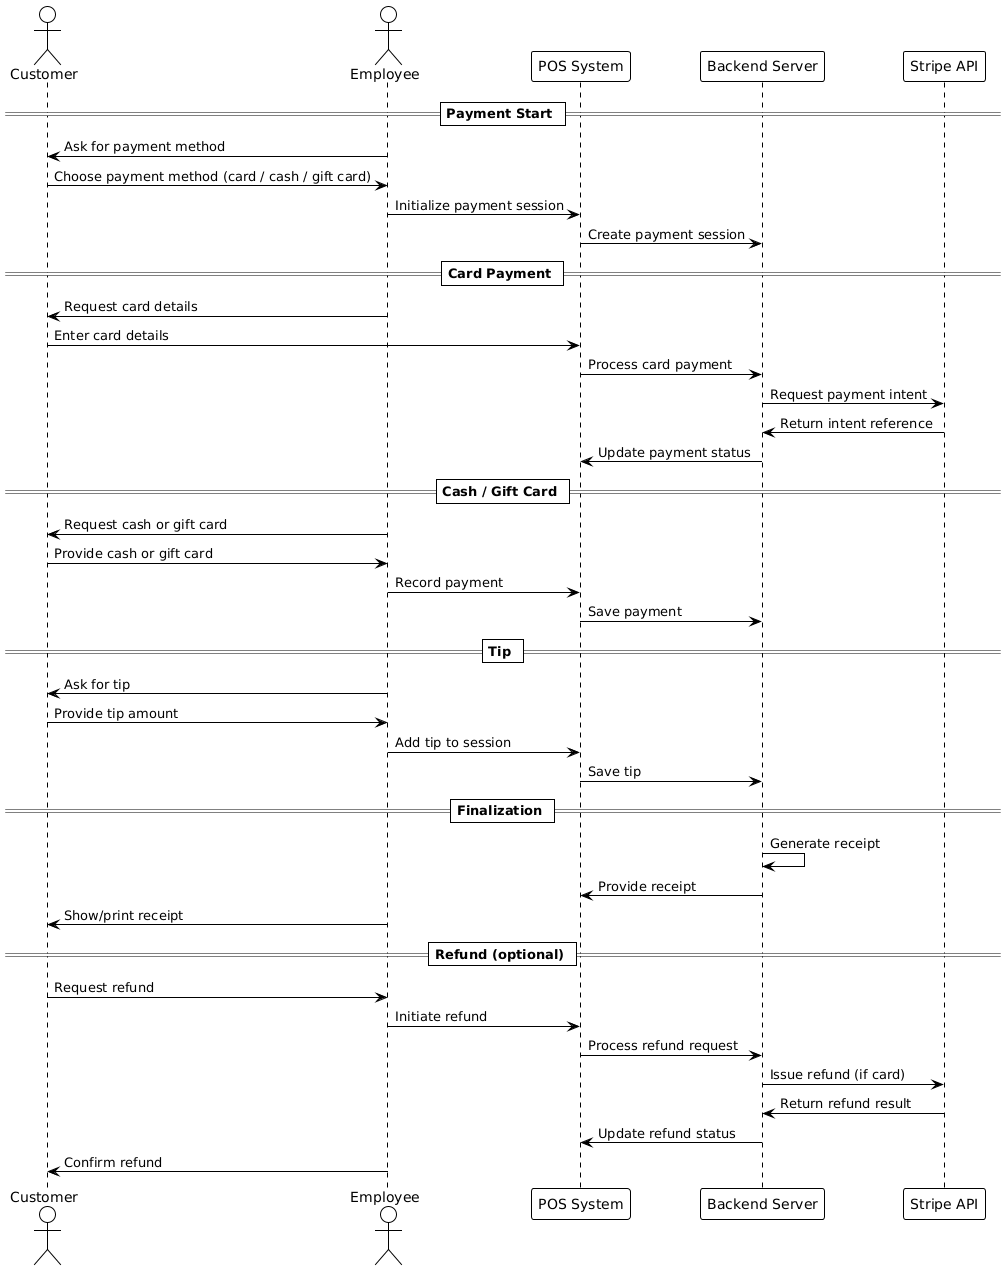 Customer
Employee
POS System
Backend Server
Stripe API
Payment Start
Ask for payment method
Choose payment method (card / cash / gift card)
Initialize payment session
Create payment session
Card Payment
Request card details
Enter card details
Process card payment
Request payment intent
Return intent reference
Update payment status
Cash / Gift Card
Request cash or gift card
Provide cash or gift card
Record payment
Save payment
Tip
Ask for tip
Provide tip amount
Add tip to session
Save tip
Finalization
Generate receipt
Provide receipt
Show/print receipt
Refund (optional)
Request refund
Initiate refund
Process refund request
Issue refund (if card)
Return refund result
Update refund status
Confirm refund
Customer
Employee
POS System
Backend Server
Stripe API